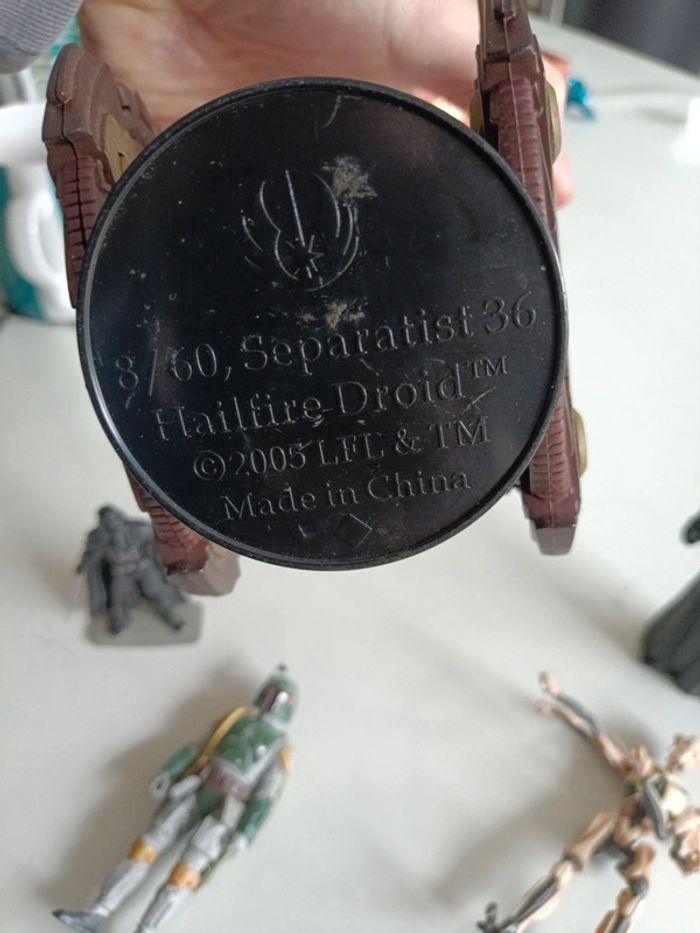 8/60, Separatist 36
Hailfire Droid™
©2005 LFL & TM
Made in China